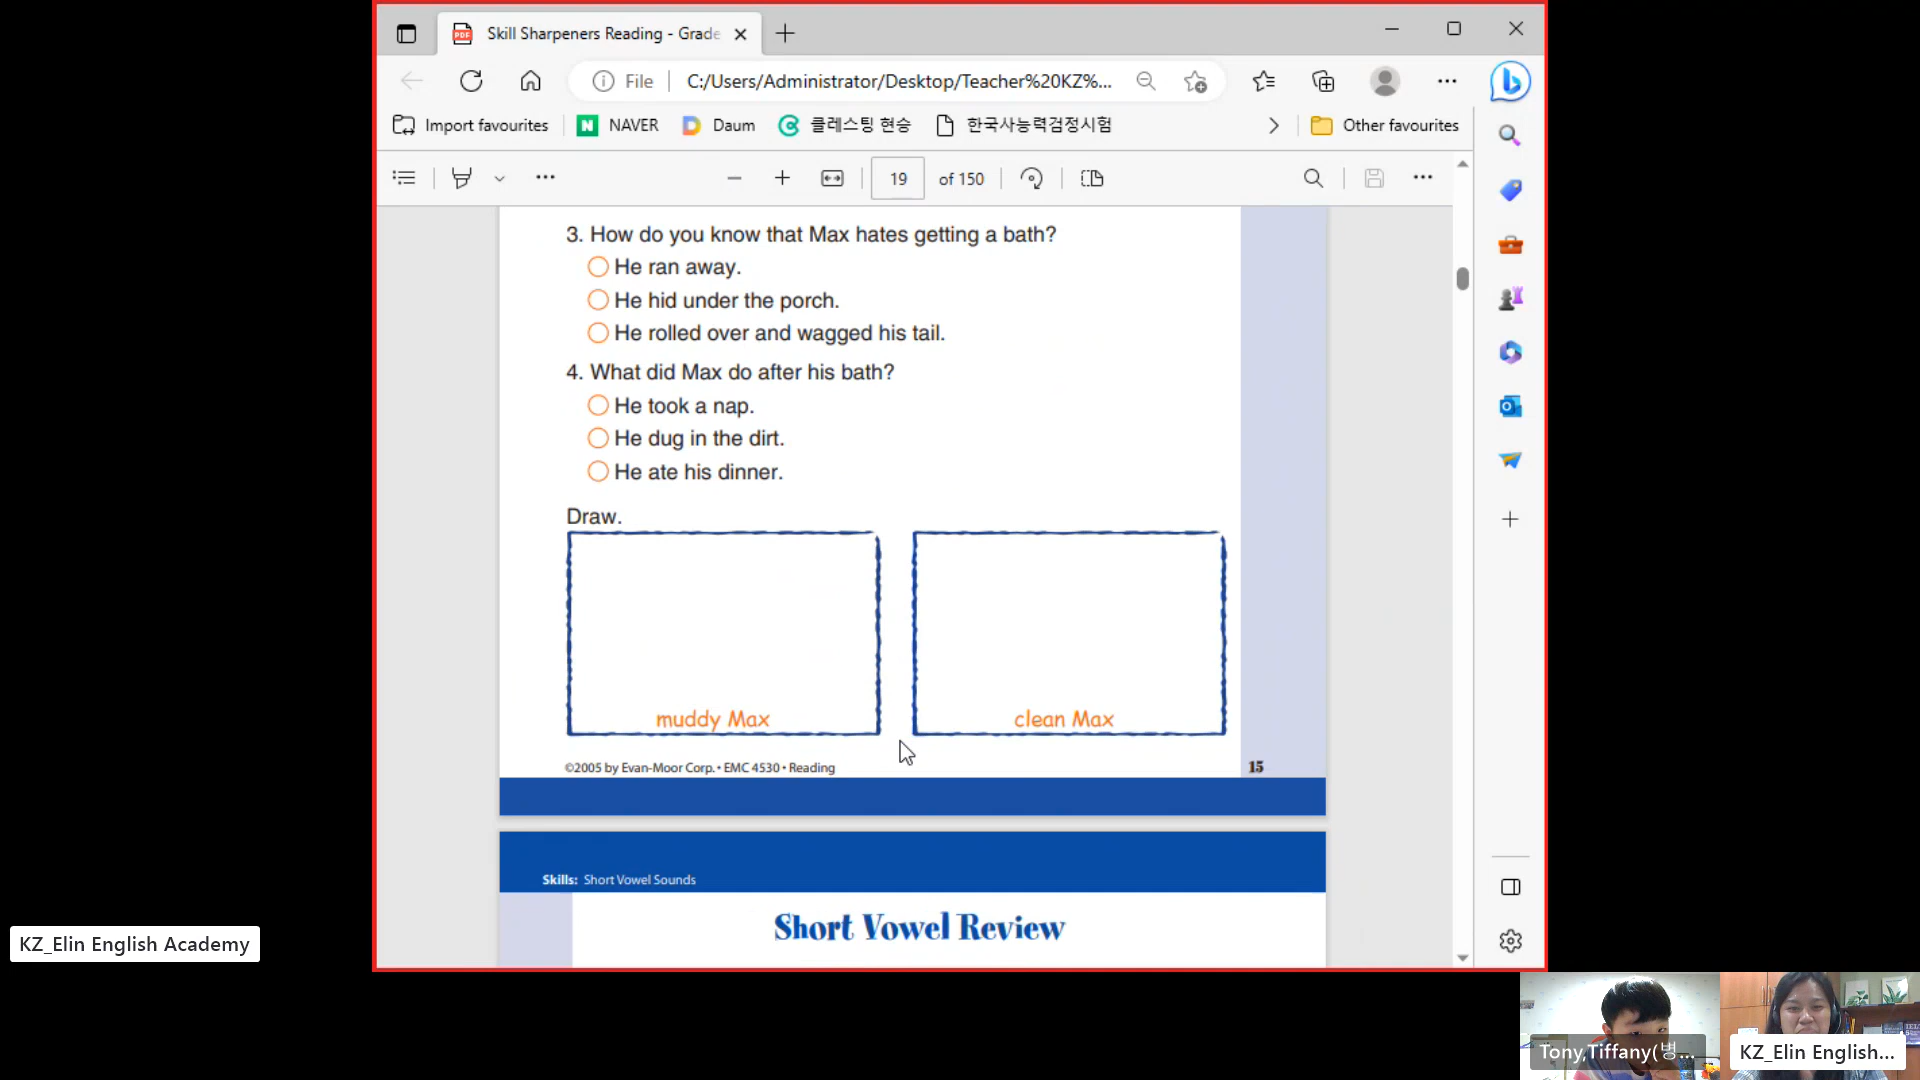 Skill Sharpeners Reading - Grade
File
C:/Users/Administrator/Desktop/Teacher%20KZ%...
Import favourites
NAVER
Daum
클레스팅 현승
한국사능력검정시험
Other favourites
19 of 150
3. How do you know that Max hates getting a bath?
He ran away.
He hid under the porch.
He rolled over and wagged his tail.
4. What did Max do after his bath?
He took a nap.
He dug in the dirt.
He ate his dinner.
Draw.
muddy Max
clean Max
©2005 by Evan-Moor Corp. • EMC 4530 • Reading
15
Skills: Short Vowel Sounds
Short Vowel Review
KZ_Elin English Academy
Tony,Tiffany(병...
KZ_Elin English...